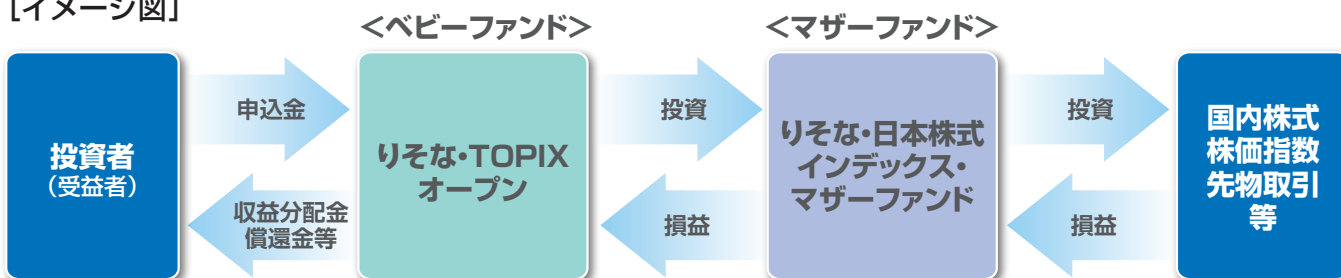 [イメージ図]
<ベビーファンド>
<マザーファンド>
投資者
(受益者)
申込金
収益分配金
償還金等
りそな・TOPIX
オープン
投資
損益
りそな・日本株式
インデックス・
マザーファンド
投資
損益
国内株式
株価指数
先物取引
等